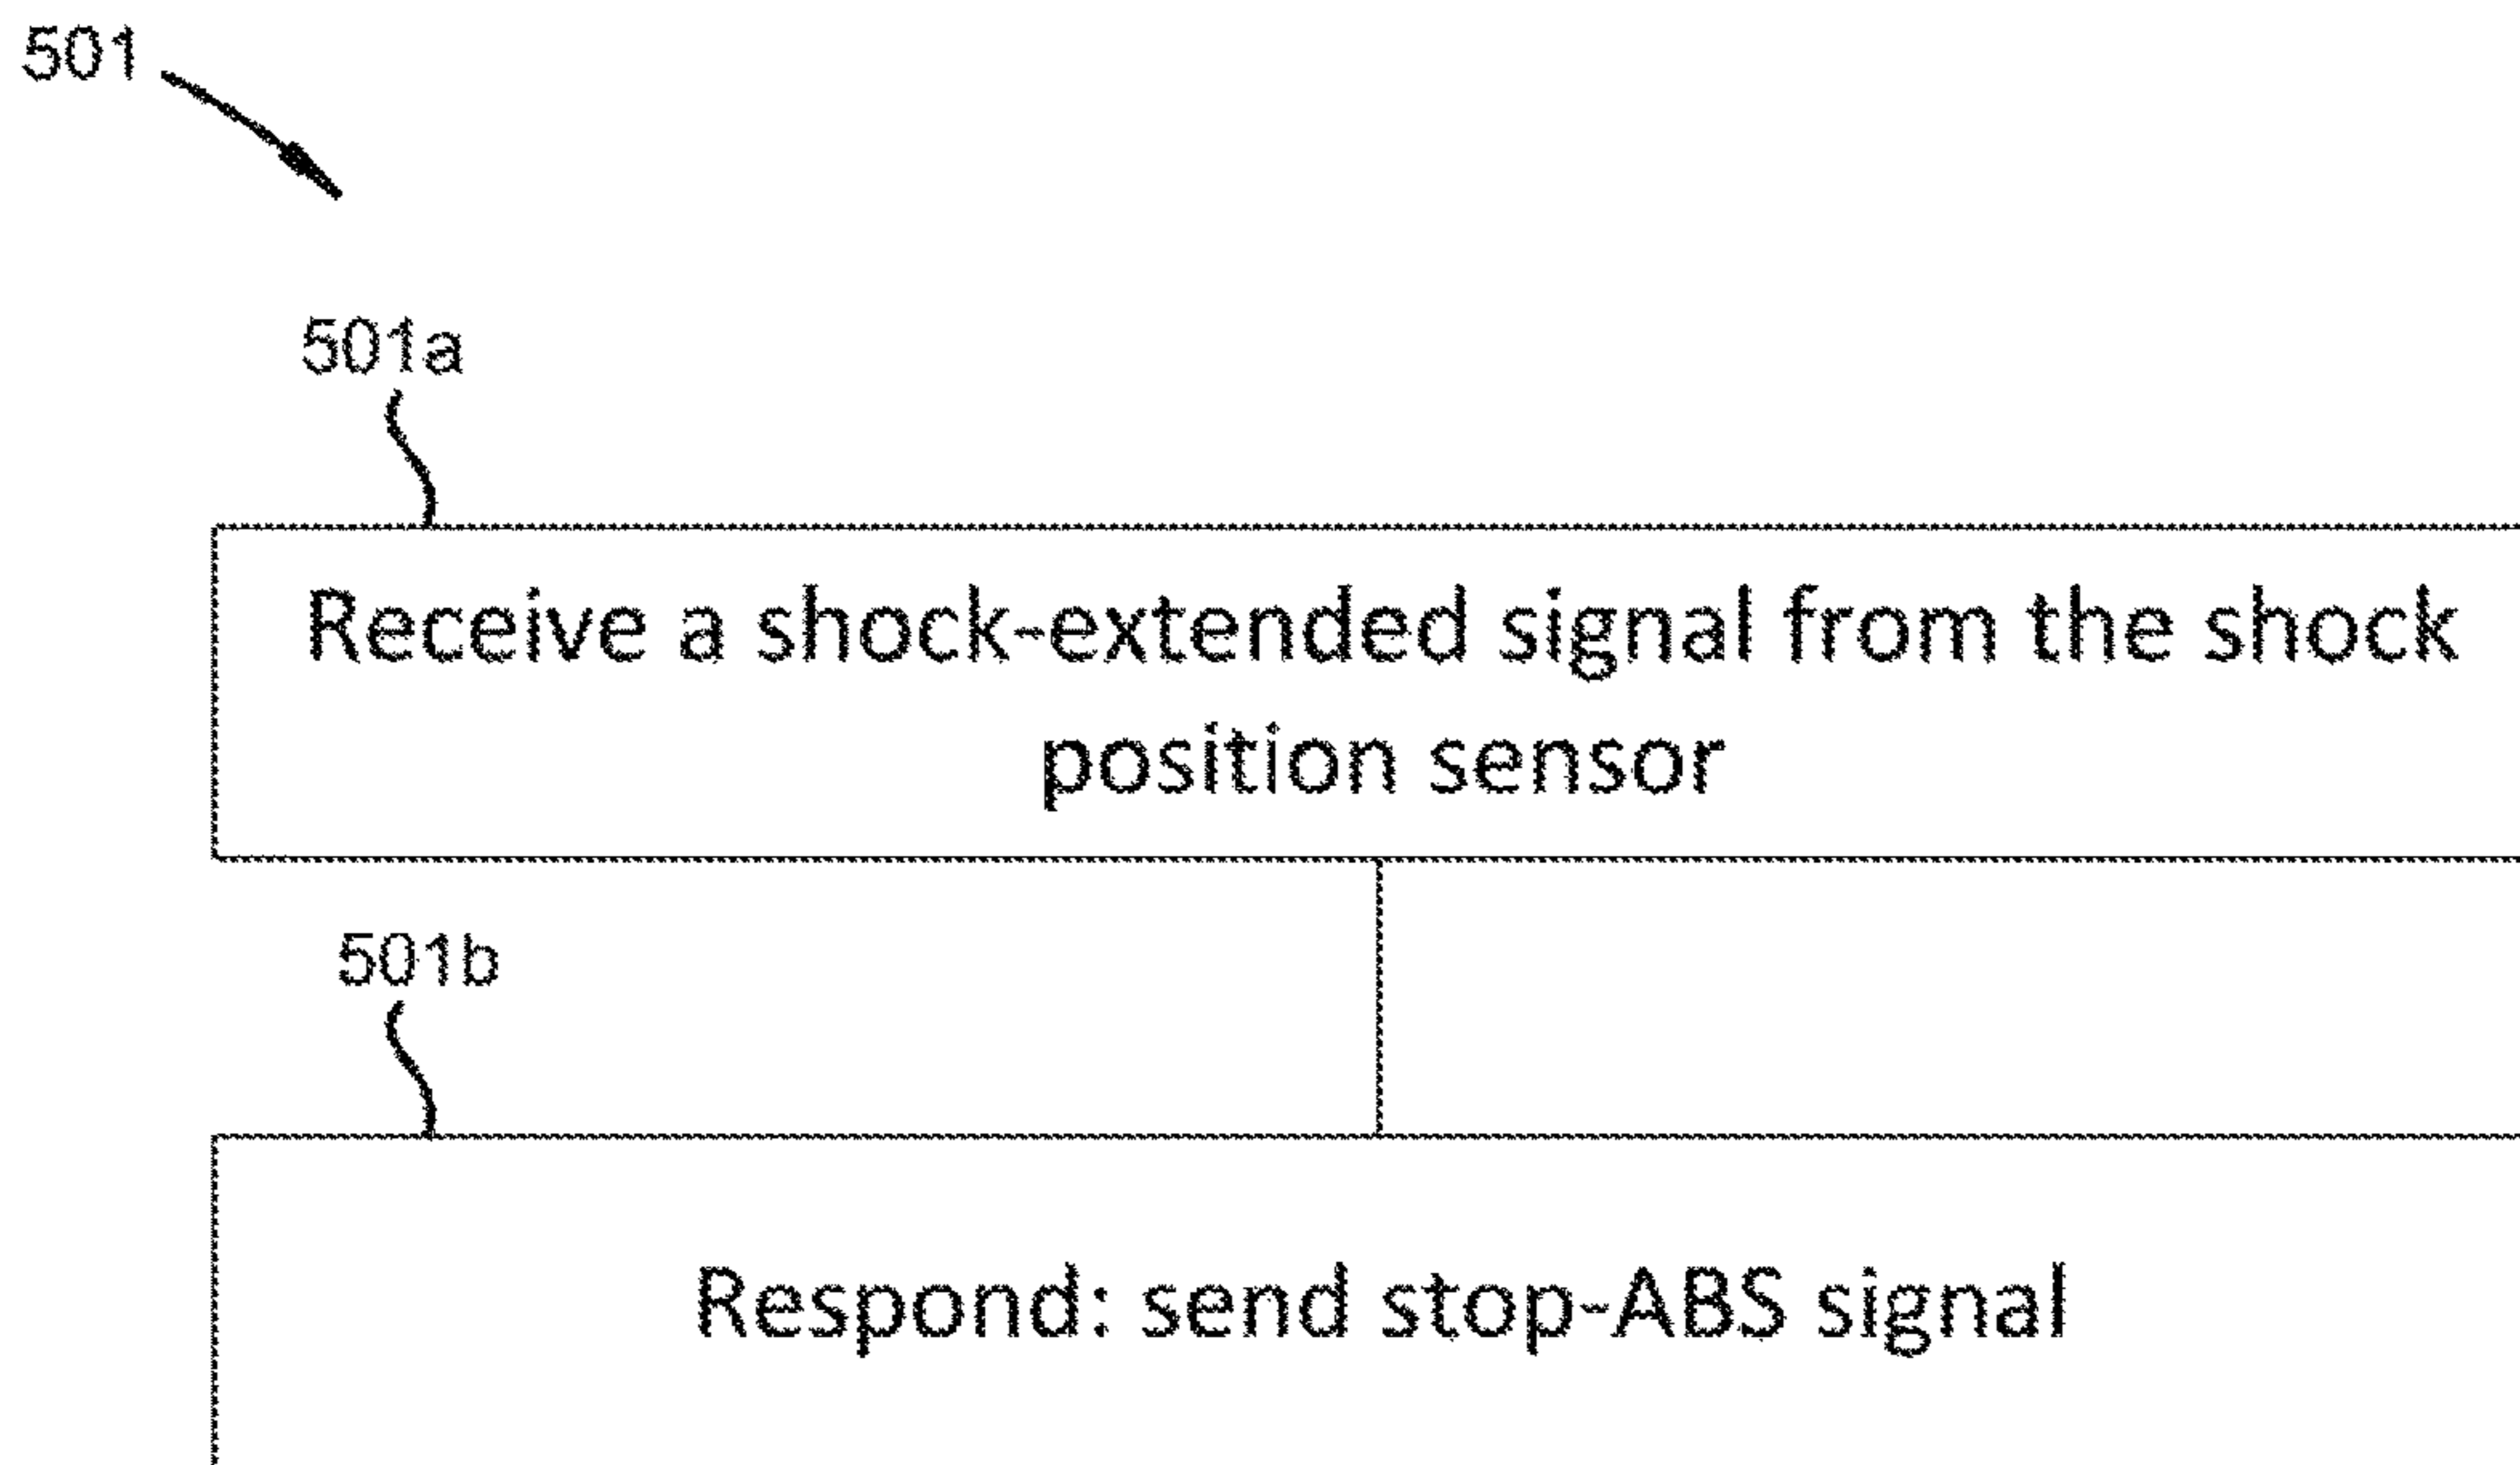 501
501a
Receive a shock-extended signal from the shock
position sensor
501b
Respond: send stop-ABS signal